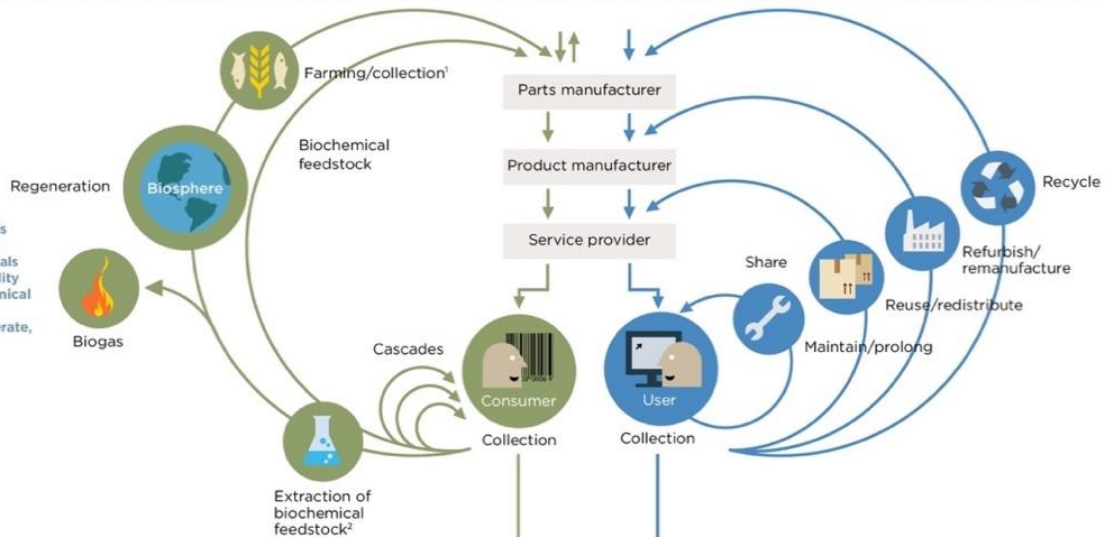 Farming/collection¹
Parts manufacturer
Biochemical
feedstock
Product manufacturer
Regeneration
Biosphere
Recycle
Service provider
Share
Refurbish/
remanufacture
Reuse/redistribute
Biogas
Cascades
Maintain/prolong
Consumer
User
Collection
Collection
Extraction of
biochemical
feedstock²